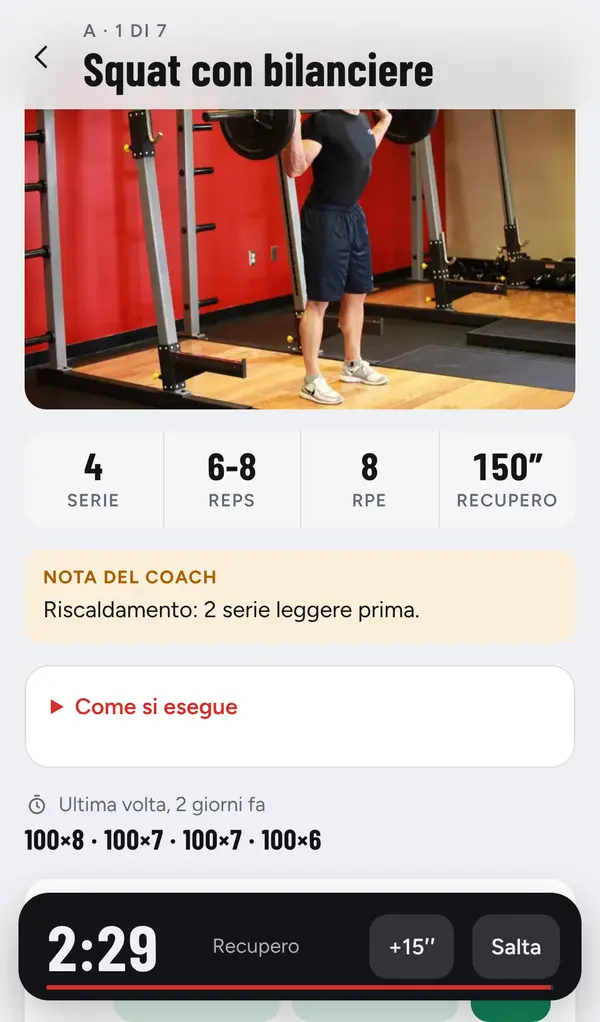 A · 1 DI 7
Squat con bilanciere
4
SERIE
6-8
REPS
8
RPE
150″
RECUPERO
NOTA DEL COACH
Riscaldamento: 2 serie leggere prima.
Come si esegue
Ultima volta, 2 giorni fa
100×8 · 100×7 · 100×7 · 100×6
2:29
Recupero
+15′′
Salta